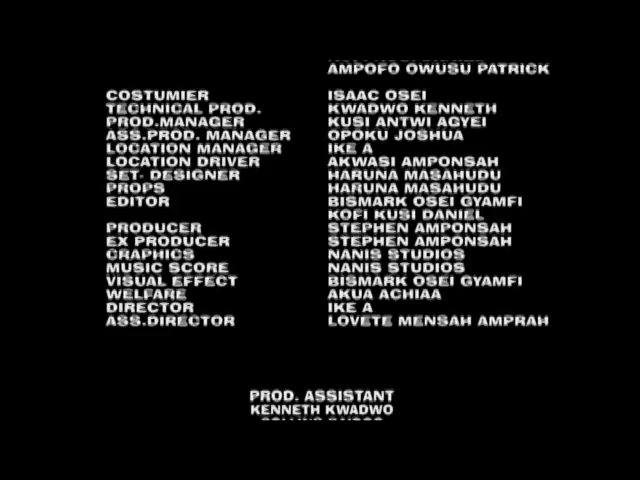 AMPOFO OWUSU PATRICK
COSTUMIER ISAAC OSEI
TECHNICAL PROD. KWADWO KENNETH
PROD.MANAGER KUSI ANTWI AGYEI
ASS.PROD. MANAGER OPOKU JOSHUA
LOCATION MANAGER IKE A
LOCATION DRIVER AKWASI AMPONSAH
SET- DESIGNER HARUNA MASAHUDU
PROPS HARUNA MASAHUDU
EDITOR BISMARK OSEI GYAMFI
KOFI KUSI DANIEL
PRODUCER STEPHEN AMPONSAH
EX PRODUCER STEPHEN AMPONSAH
GRAPHICS NANIS STUDIOS
MUSIC SCORE NANIS STUDIOS
VISUAL EFFECT BISMARK OSEI GYAMFI
WELFARE AKUA ACHIAA
DIRECTOR IKE A
ASS.DIRECTOR LOVETE MENSAH AMPRAH
PROD. ASSISTANT
KENNETH KWADWO